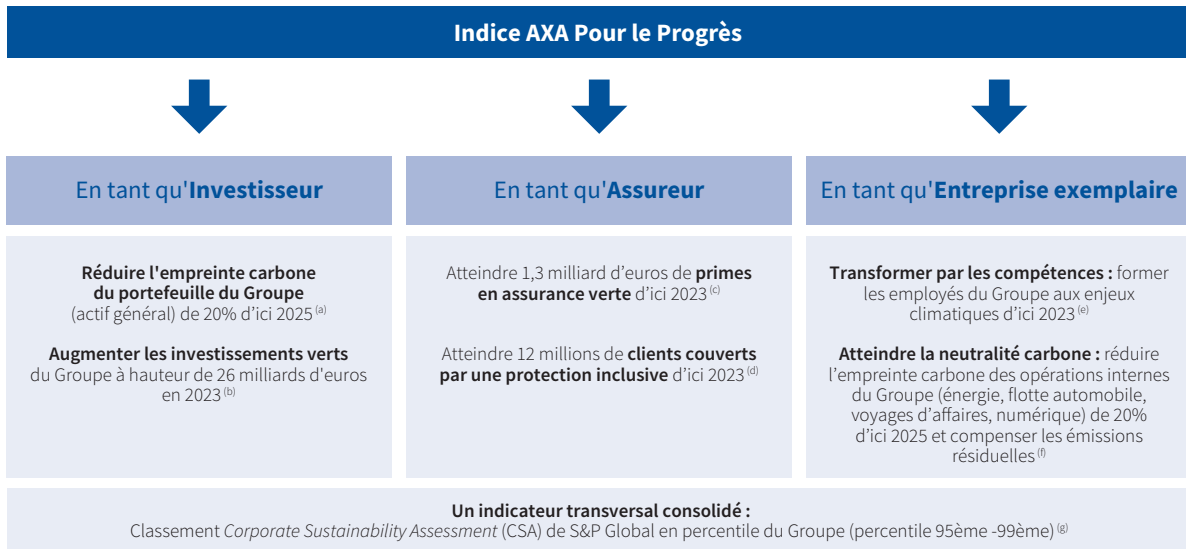 Indice AXA Pour le Progrès
En tant qu'Investisseur
Réduire l'empreinte carbone
du portefeuille du Groupe
(actif général) de 20% d'ici 2025 (a)
Augmenter les investissements verts
du Groupe à hauteur de 26 milliards d'euros
en 2023 (b)
En tant qu'Assureur
Atteindre 1,3 milliard d’euros de primes
en assurance verte d’ici 2023 (c)
Atteindre 12 millions de clients couverts
par une protection inclusive d’ici 2023 (d)
En tant qu'Entreprise exemplaire
Transformer par les compétences : former
les employés du Groupe aux enjeux
climatiques d’ici 2023 (e)
Atteindre la neutralité carbone : réduire
l’empreinte carbone des opérations internes
du Groupe (énergie, flotte automobile,
voyages d’affaires, numérique) de 20%
d’ici 2025 et compenser les émissions
résiduelles (f)
Un indicateur transversal consolidé :
Classement Corporate Sustainability Assessment (CSA) de S&P Global en percentile du Groupe (percentile 95ème -99ème) (g)